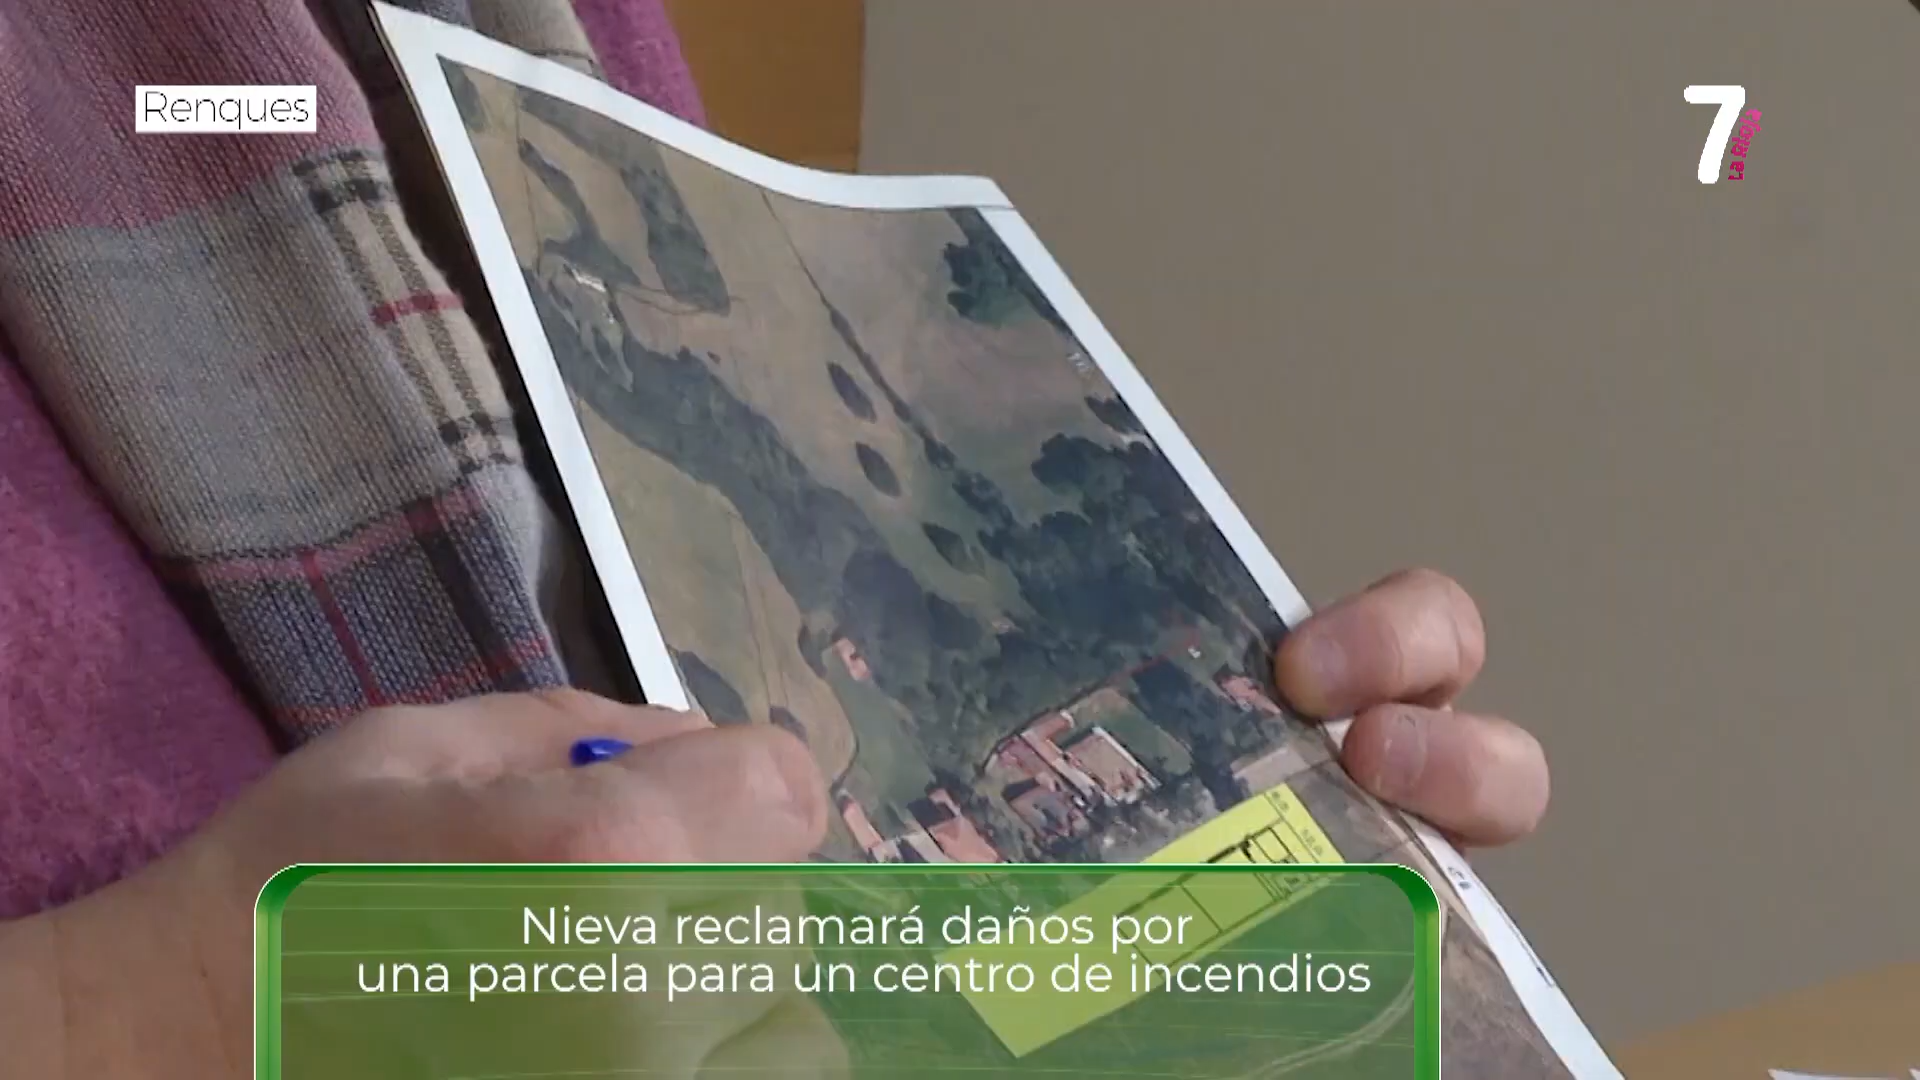 Renques
7
La Rioja
Nieva reclamará daños por
una parcela para un centro de incendios